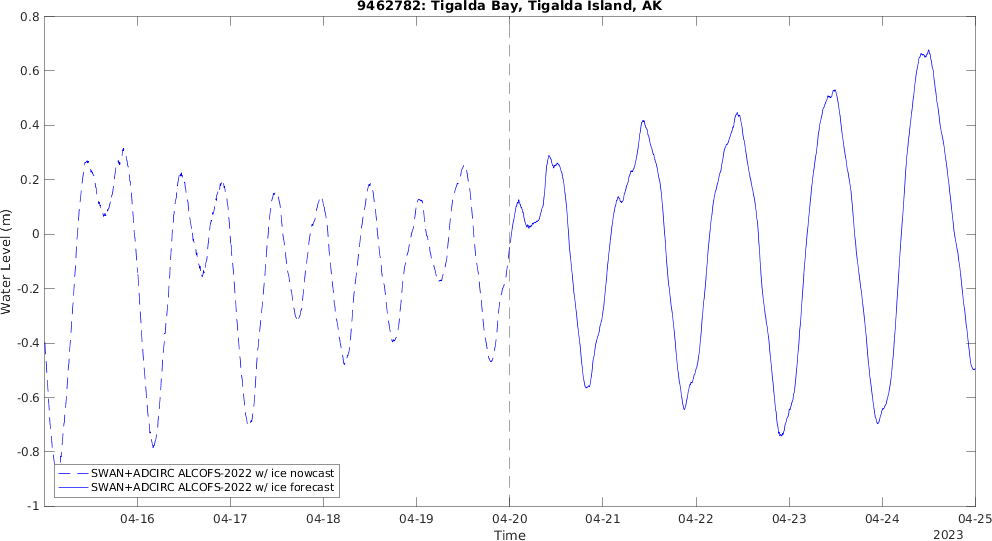 9462782: Tigalda Bay, Tigalda Island, AK
0.8
0.6
0.4
0.2
0
-0.2
-0.4
-0.6
-0.8
-1
Water Level (m)
SWAN+ADCIRC ALCOFS-2022 w/ ice nowcast
SWAN+ADCIRC ALCOFS-2022 w/ ice forecast
04-16 04-17 04-18 04-19 04-20 04-21 04-22 04-23 04-24 04-25
Time
2023